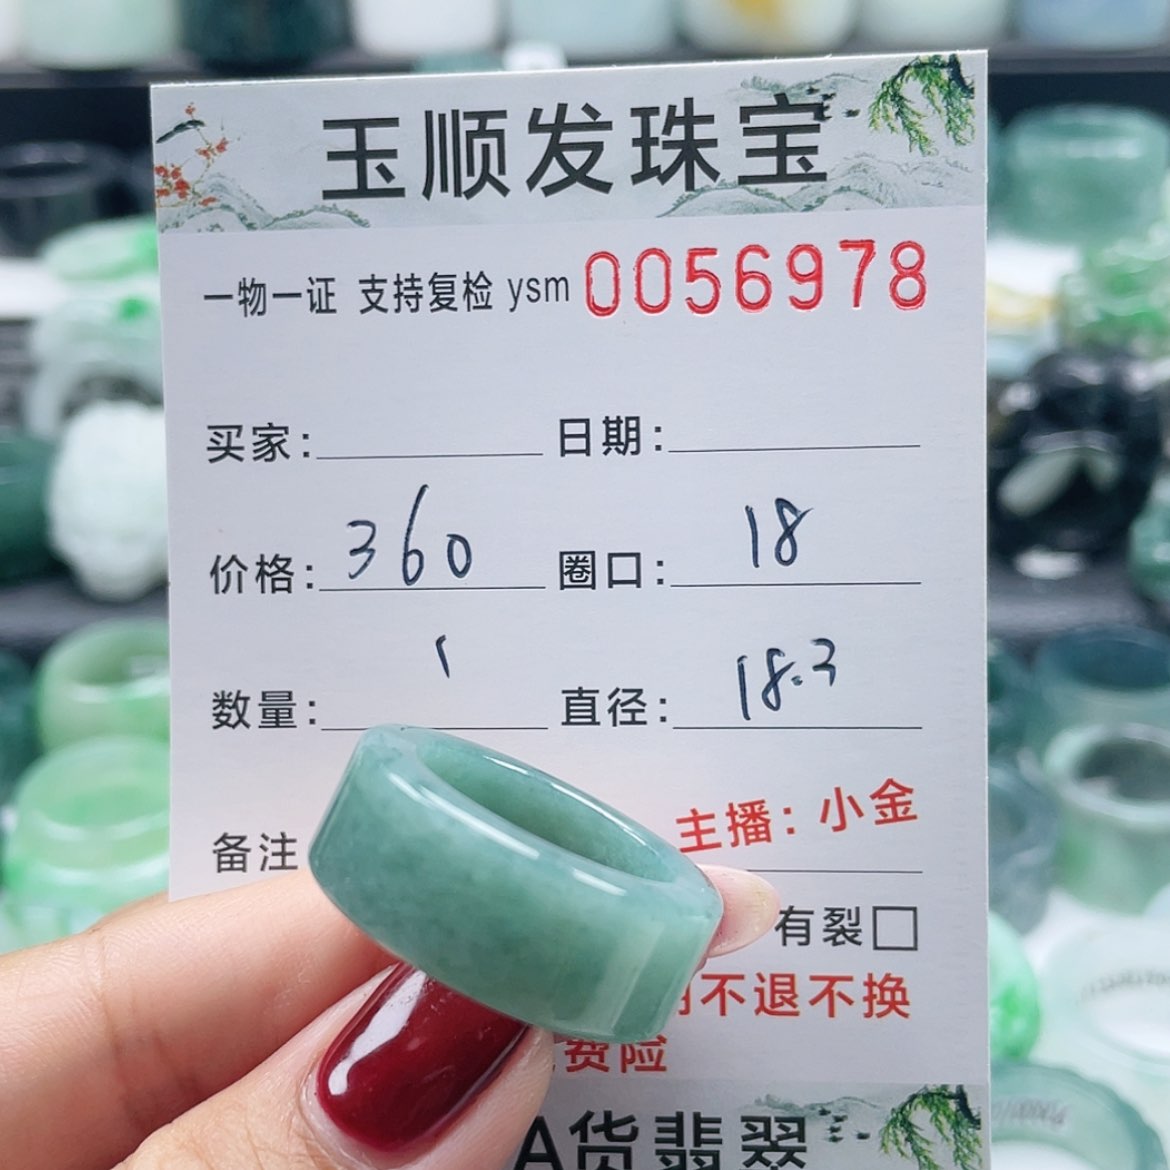 玉顺发珠宝
一物一证 支持复检 ysm 0056978
买家: 日期:
价格: 360 圈口: 18
数量: 1 直径: 18.3
备注 主播: 小金
有裂□
不退不换
费险
A货翡翠